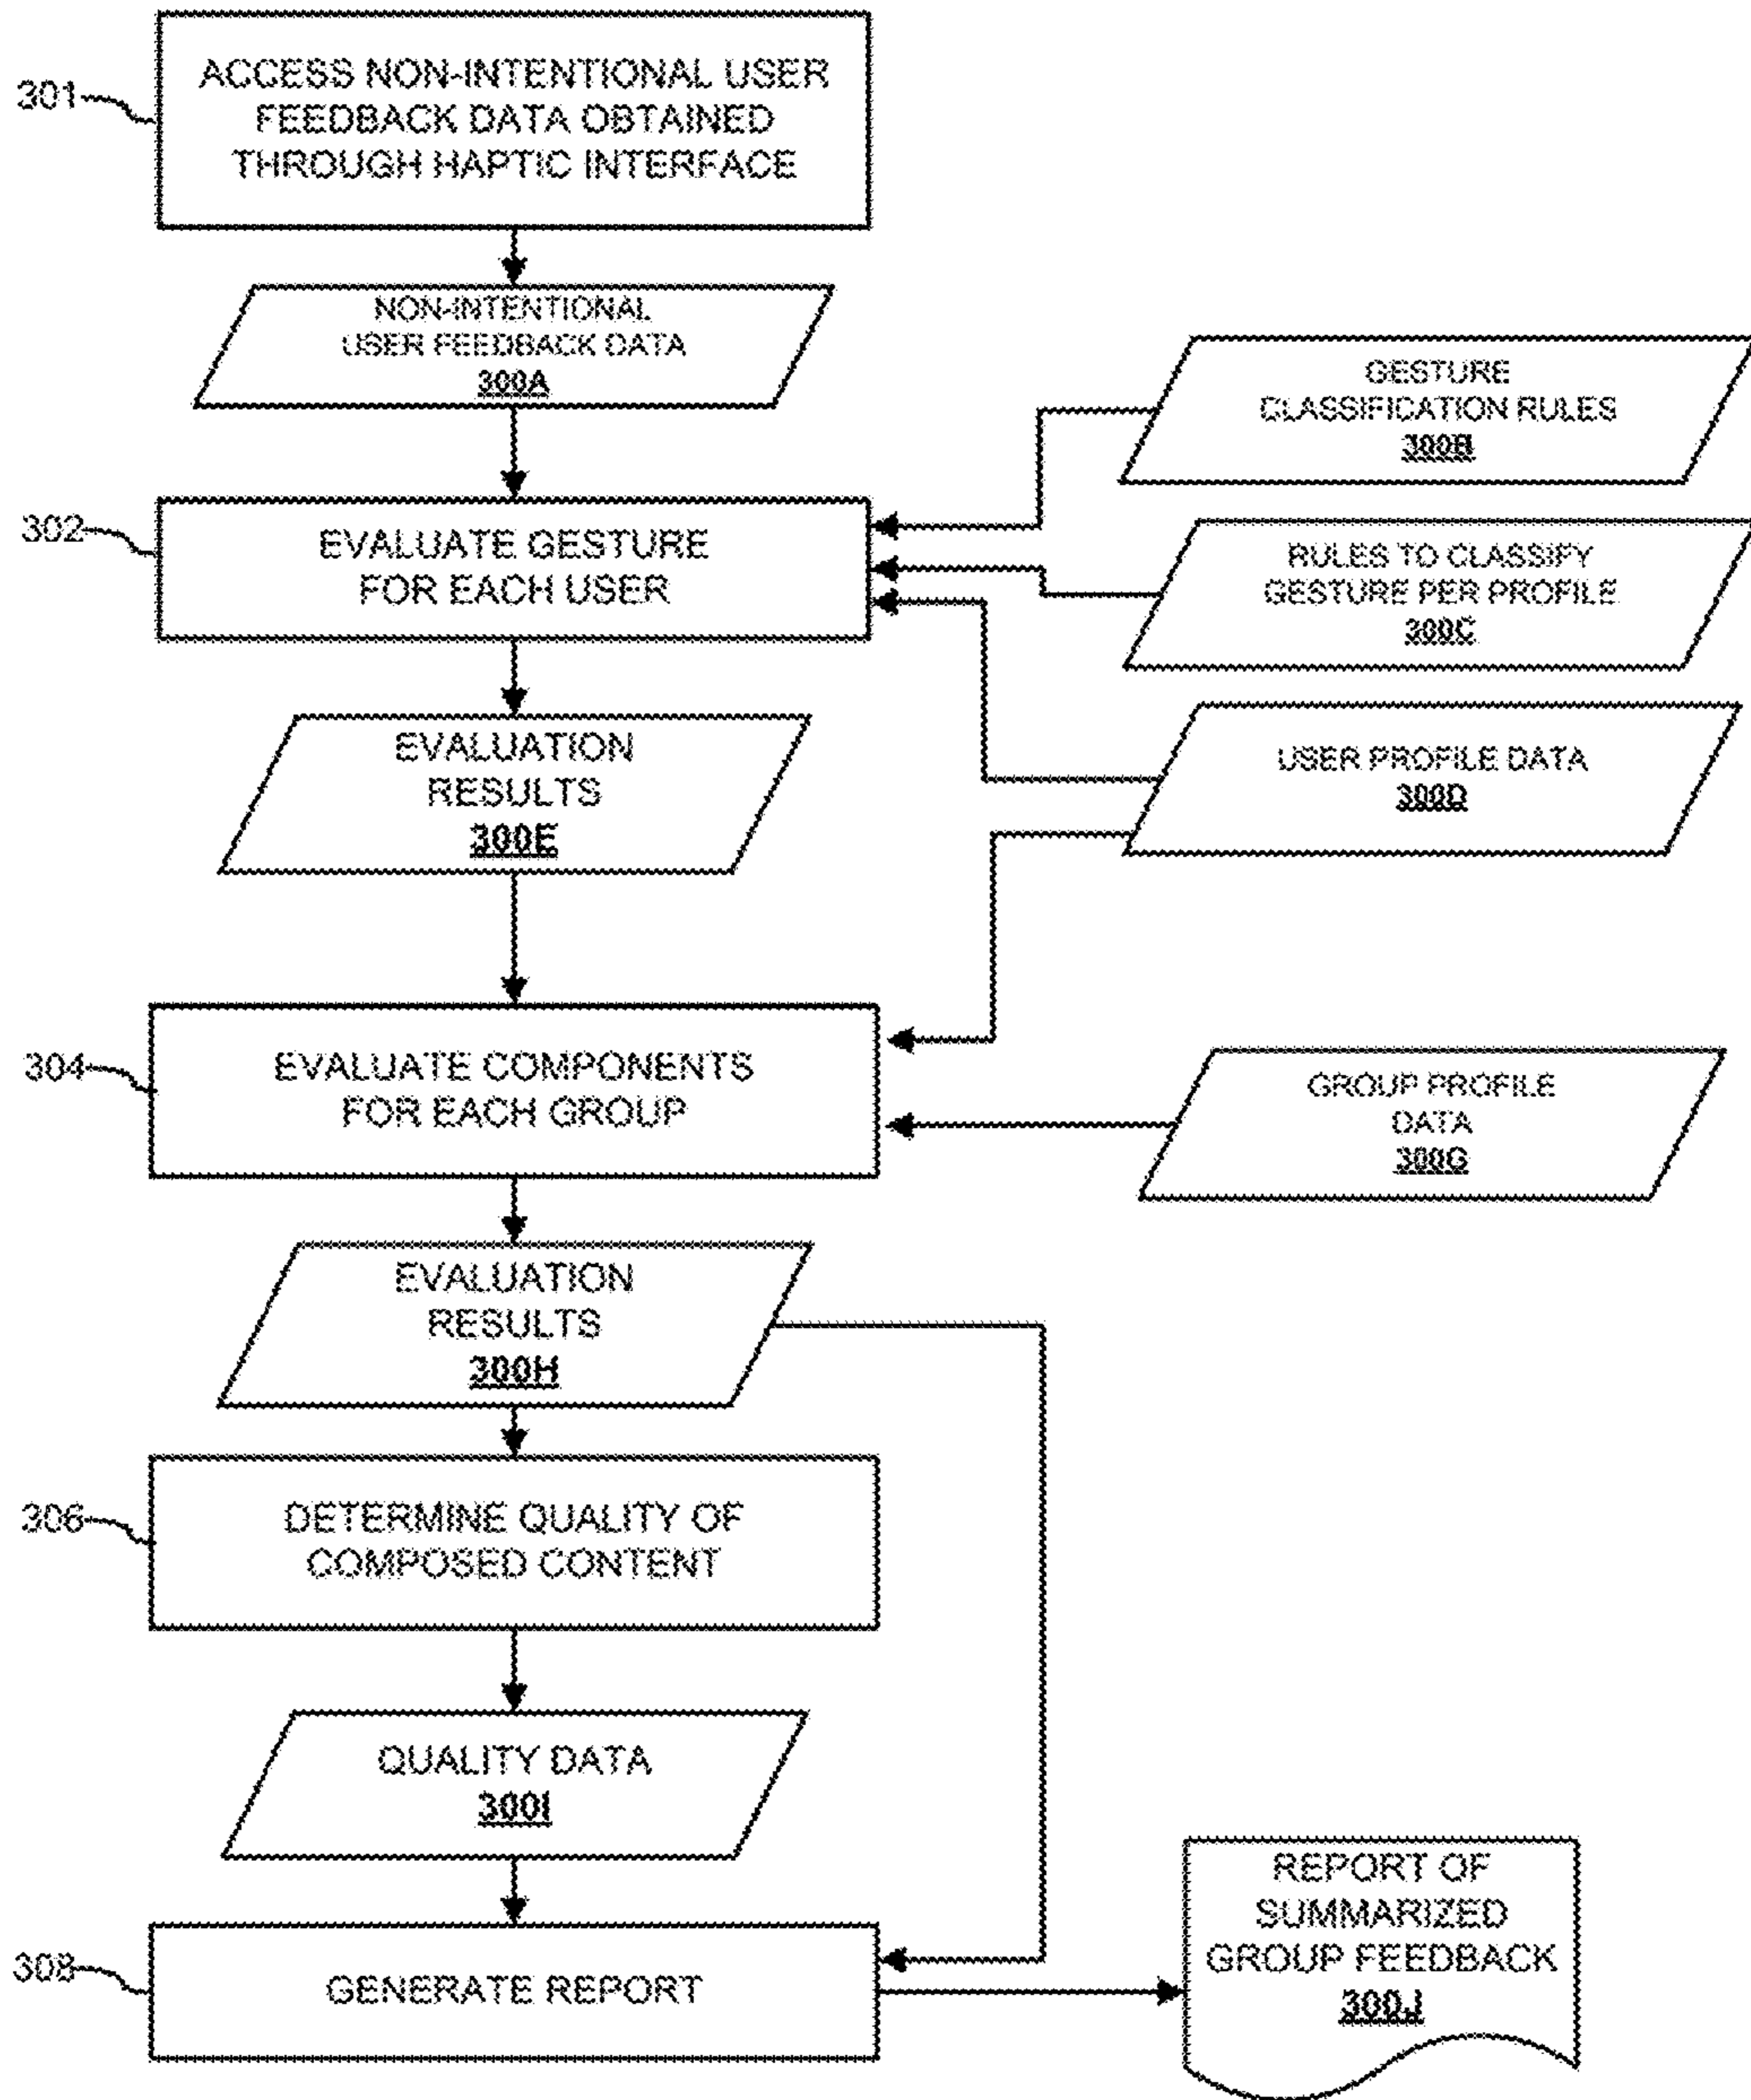 301
ACCESS NON-INTENTIONAL USER
FEEDBACK DATA OBTAINED
THROUGH HAPTIC INTERFACE
NON-INTENTIONAL
USER FEEDBACK DATA
300A
GESTURE
CLASSIFICATION RULES
300B
302
EVALUATE GESTURE
FOR EACH USER
RULES TO CLASSIFY
GESTURE PER PROFILE
300C
EVALUATION
RESULTS
300E
USER PROFILE DATA
300D
304
EVALUATE COMPONENTS
FOR EACH GROUP
GROUP PROFILE
DATA
300G
EVALUATION
RESULTS
300H
306
DETERMINE QUALITY OF
COMPOSED CONTENT
QUALITY DATA
300I
308
GENERATE REPORT
REPORT OF
SUMMARIZED
GROUP FEEDBACK
300J